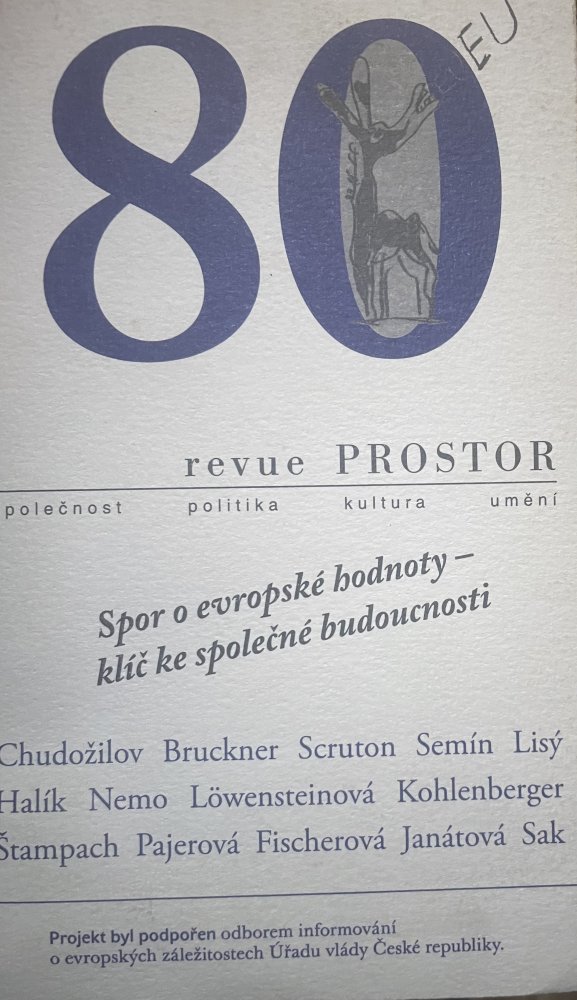 80
EU
revue PROSTOR
polečnost politika kultura umění
Spor o evropské hodnoty –
klíč ke společné budoucnosti
Chudožilov Bruckner Scruton Semín Lisý
Halík Nemo Löwensteinová Kohlenberger
Štampach Pajerová Fischerová Janátová Sak
Projekt byl podpořen odborem informování
o evropských záležitostech Úřadu vlády České republiky.